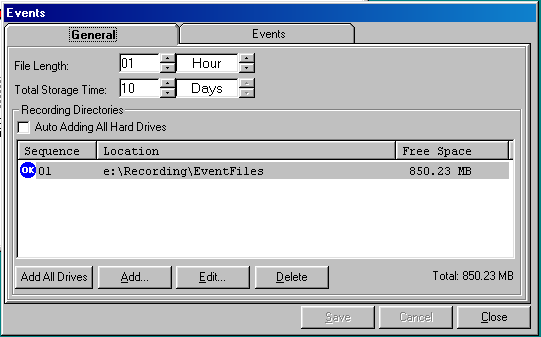 Events
General Events
File Length: 01 Hour
Total Storage Time: 10 Days
Recording Directories
Auto Adding All Hard Drives
Sequence Location Free Space
OK 01 e:\Recording\EventFiles 850.23 MB
Add All Drives Add... Edit... Delete Total: 850.23 MB
Save Cancel Close